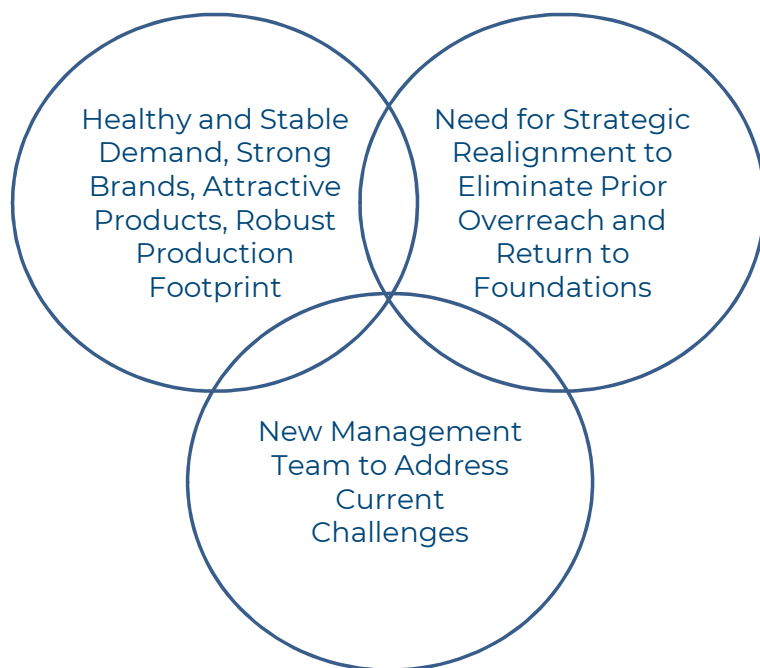 Healthy and Stable
Demand, Strong
Brands, Attractive
Products, Robust
Production
Footprint
Need for Strategic
Realignment to
Eliminate Prior
Overreach and
Return to
Foundations
New Management
Team to Address
Current
Challenges